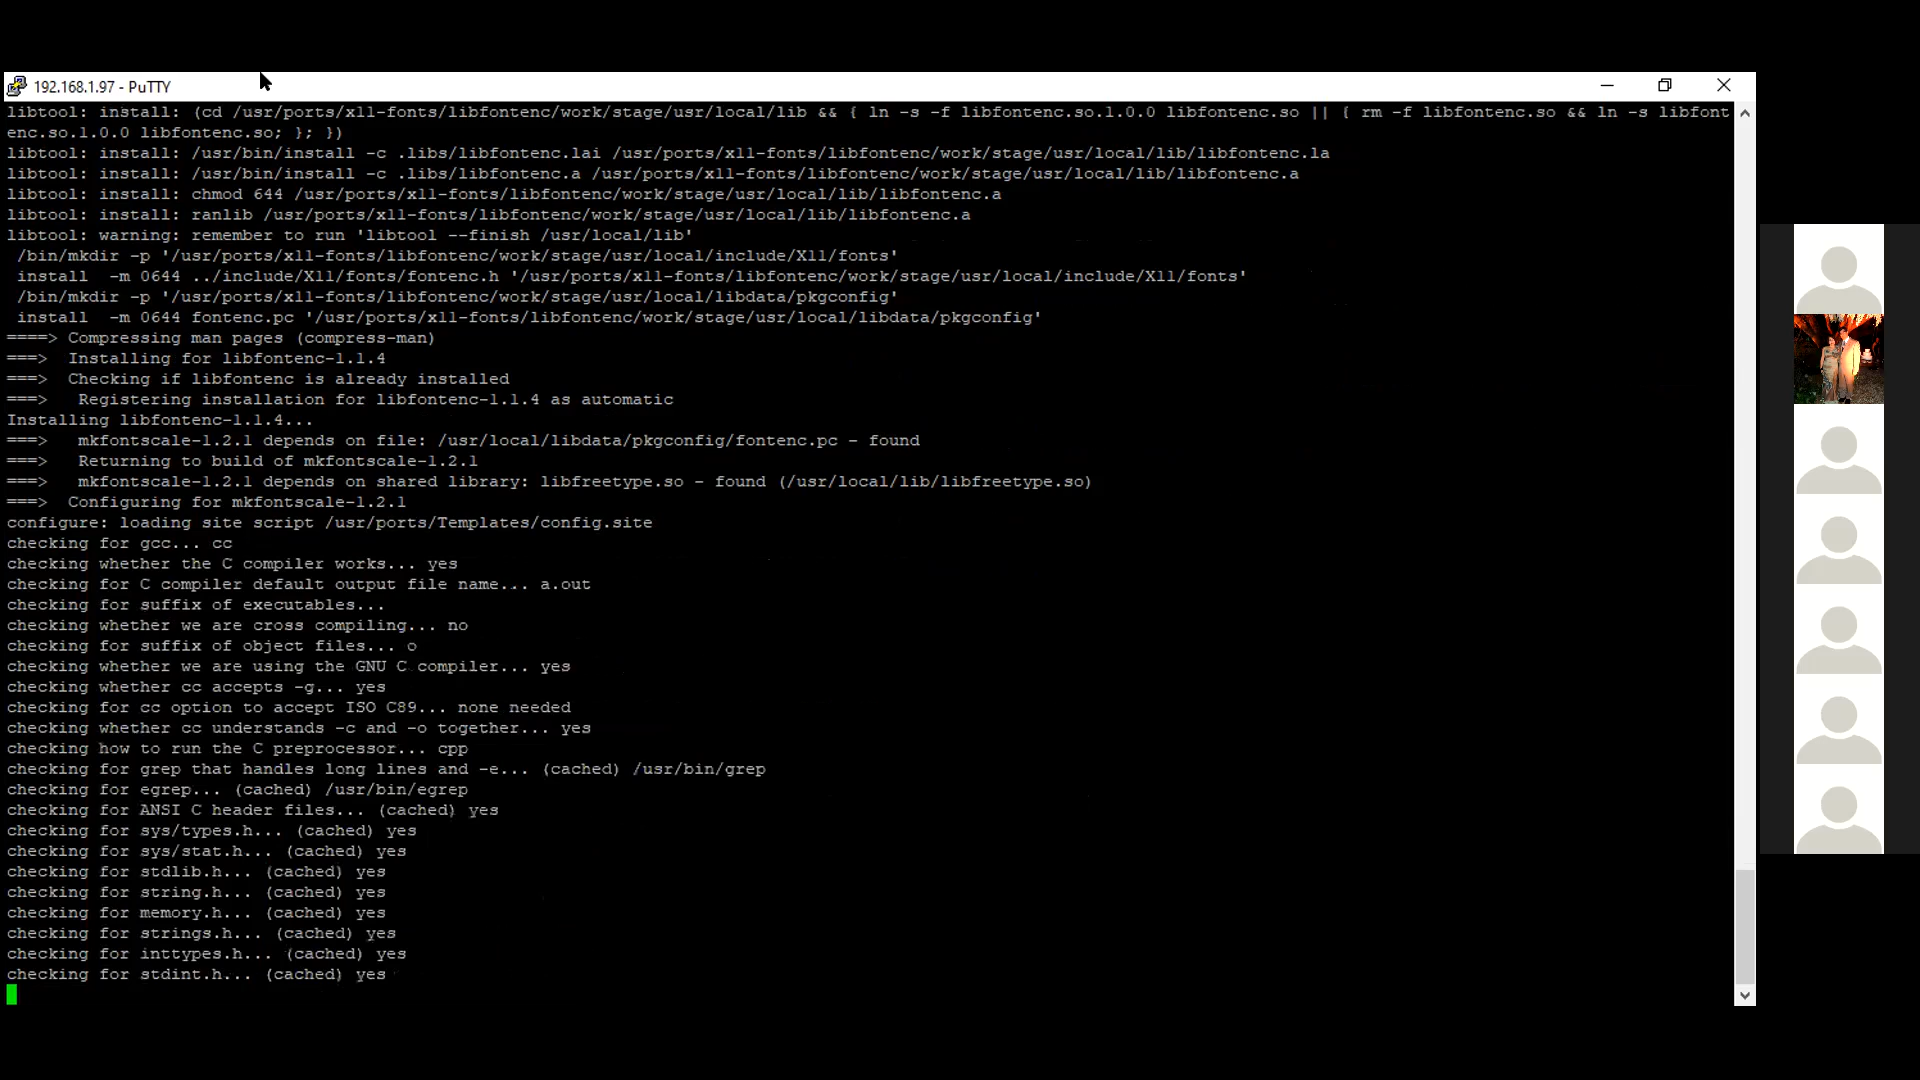 192.168.1.97 - PuTTY
libtool: install: (cd /usr/ports/x11-fonts/libfontenc/work/stage/usr/local/lib && { ln -s -f libfontenc.so.1.0.0 libfontenc.so || { rm -f libfontenc.so && ln -s libfont
enc.so.1.0.0 libfontenc.so; }; })
libtool: install: /usr/bin/install -c .libs/libfontenc.lai /usr/ports/x11-fonts/libfontenc/work/stage/usr/local/lib/libfontenc.la
libtool: install: /usr/bin/install -c .libs/libfontenc.a /usr/ports/x11-fonts/libfontenc/work/stage/usr/local/lib/libfontenc.a
libtool: install: chmod 644 /usr/ports/x11-fonts/libfontenc/work/stage/usr/local/lib/libfontenc.a
libtool: install: ranlib /usr/ports/x11-fonts/libfontenc/work/stage/usr/local/lib/libfontenc.a
libtool: warning: remember to run 'libtool --finish /usr/local/lib'
/bin/mkdir -p '/usr/ports/x11-fonts/libfontenc/work/stage/usr/local/include/X11/fonts'
install  -m 0644 ../include/X11/fonts/fontenc.h '/usr/ports/x11-fonts/libfontenc/work/stage/usr/local/include/X11/fonts'
/bin/mkdir -p '/usr/ports/x11-fonts/libfontenc/work/stage/usr/local/libdata/pkgconfig'
install  -m 0644 fontenc.pc '/usr/ports/x11-fonts/libfontenc/work/stage/usr/local/libdata/pkgconfig'
====> Compressing man pages (compress-man)
===>  Installing for libfontenc-1.1.4
===>  Checking if libfontenc is already installed
===>   Registering installation for libfontenc-1.1.4 as automatic
Installing libfontenc-1.1.4...
===>   mkfontscale-1.2.1 depends on file: /usr/local/libdata/pkgconfig/fontenc.pc - found
===>   Returning to build of mkfontscale-1.2.1
===>   mkfontscale-1.2.1 depends on shared library: libfreetype.so - found (/usr/local/lib/libfreetype.so)
===>  Configuring for mkfontscale-1.2.1
configure: loading site script /usr/ports/Templates/config.site
checking for gcc... cc
checking whether the C compiler works... yes
checking for C compiler default output file name... a.out
checking for suffix of executables...
checking whether we are cross compiling... no
checking for suffix of object files... o
checking whether we are using the GNU C compiler... yes
checking whether cc accepts -g... yes
checking for cc option to accept ISO C89... none needed
checking whether cc understands -c and -o together... yes
checking how to run the C preprocessor... cpp
checking for grep that handles long lines and -e... (cached) /usr/bin/grep
checking for egrep... (cached) /usr/bin/egrep
checking for ANSI C header files... (cached) yes
checking for sys/types.h... (cached) yes
checking for sys/stat.h... (cached) yes
checking for stdlib.h... (cached) yes
checking for string.h... (cached) yes
checking for memory.h... (cached) yes
checking for strings.h... (cached) yes
checking for inttypes.h... (cached) yes
checking for stdint.h... (cached) yes